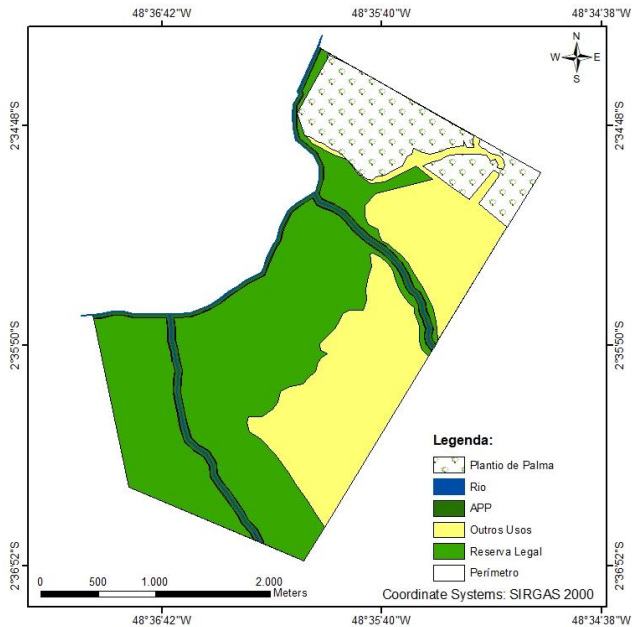 48°36'42"W 48°35'40"W 48°34'38"W
N
W E
S
2°34'48"S 2°34'48"S
2°35'50"S 2°35'50"S
2°36'52"S 2°36'52"S
Legenda:
Plantio de Palma
Rio
APP
Outros Usos
Reserva Legal
Perímetro
0 500 1.000 2.000
Meters
Coordinate Systems: SIRGAS 2000
48°36'42"W 48°35'40"W 48°34'38"W